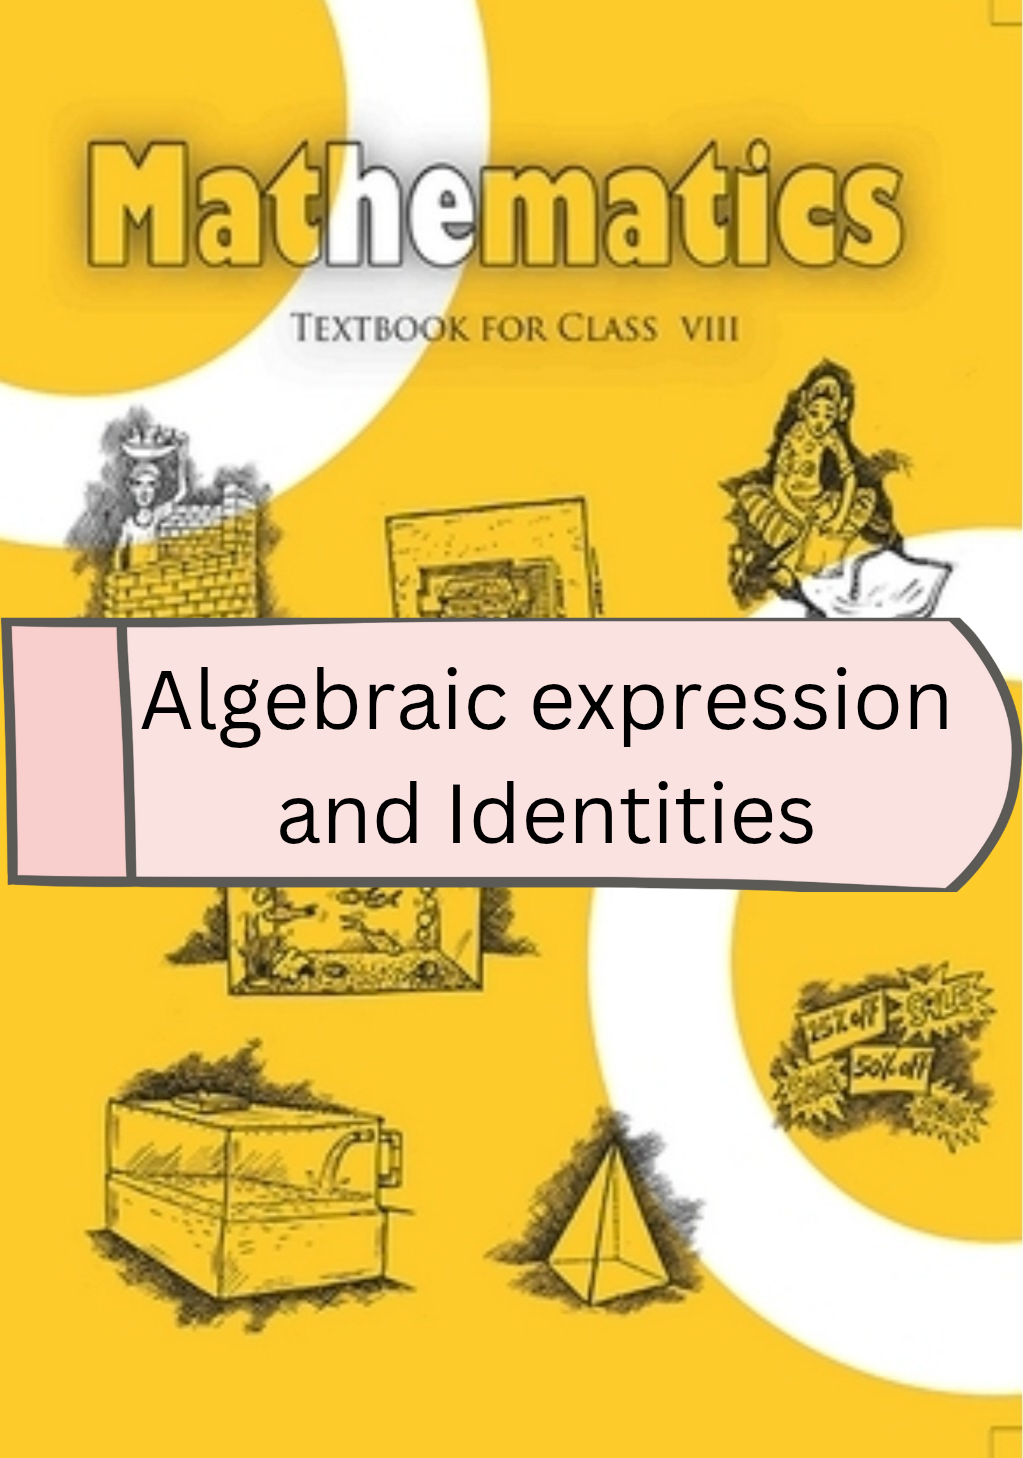 Mathematics
TEXTBOOK FOR CLASS VIII
Algebraic expression
and Identities
25% off
SALE
50% off